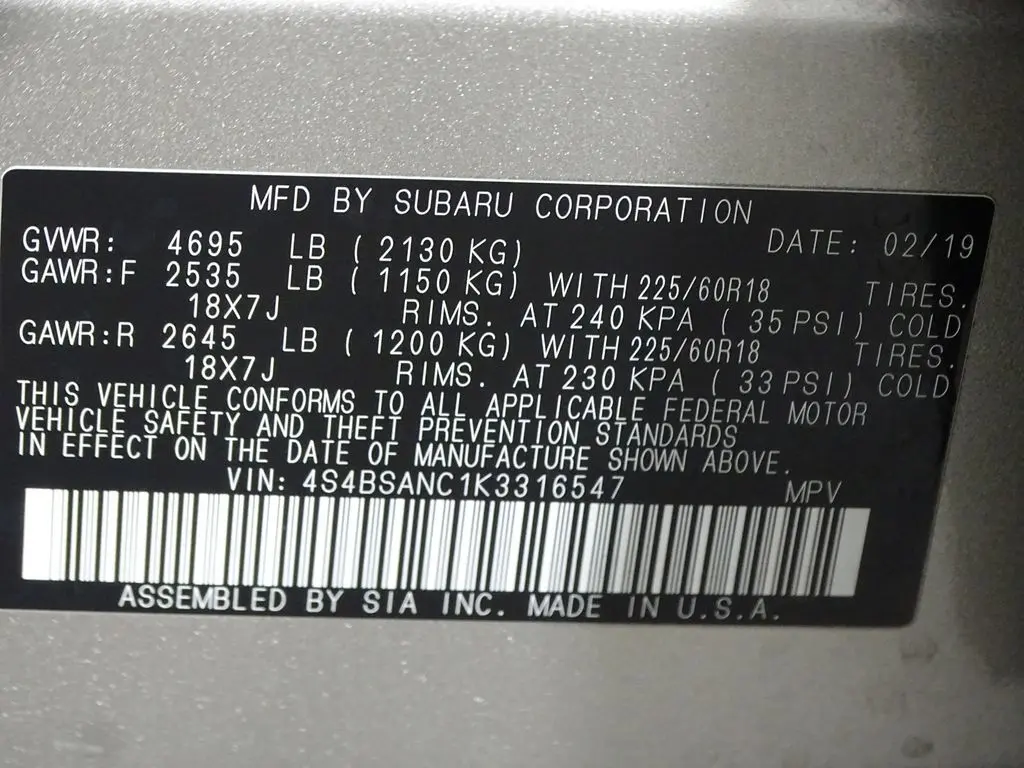 MFD BY SUBARU CORPORATION
GVWR: 4695 LB ( 2130 KG) DATE: 02/19
GAWR:F 2535 LB ( 1150 KG) WITH 225/60R18 TIRES.
18X7J RIMS. AT 240 KPA ( 35 PSI) COLD
GAWR:R 2645 LB ( 1200 KG) WITH 225/60R18 TIRES.
18X7J RIMS. AT 230 KPA ( 33 PSI) COLD
THIS VEHICLE CONFORMS TO ALL APPLICABLE FEDERAL MOTOR
VEHICLE SAFETY AND THEFT PREVENTION STANDARDS
IN EFFECT ON THE DATE OF MANUFACTURE SHOWN ABOVE.
VIN: 4S4BSANC1K3316547 MPV
ASSEMBLED BY SIA INC. MADE IN U.S.A.